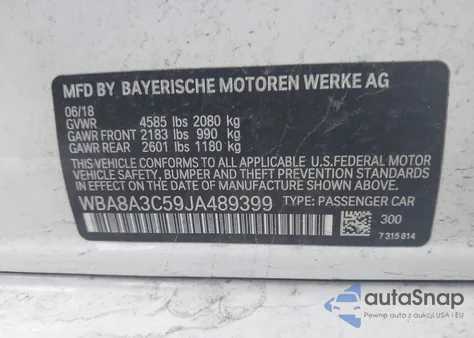 MFD BY BAYERISCHE MOTOREN WERKE AG
06/18
GVWR 4585 lbs 2080 kg
GAWR FRONT 2183 lbs 990 kg
GAWR REAR 2601 lbs 1180 kg
THIS VEHICLE CONFORMS TO ALL APPLICABLE U.S.FEDERAL MOTOR
VEHICLE SAFETY, BUMPER, AND THEFT PREVENTION STANDARDS IN
EFFECT ON THE DATE OF MANUFACTURE SHOWN ABOVE.
WBA8A3C59JA489399 TYPE: PASSENGER CAR
300
7 315 814
autoSnap
Pewne zakupy aut z USA i EU